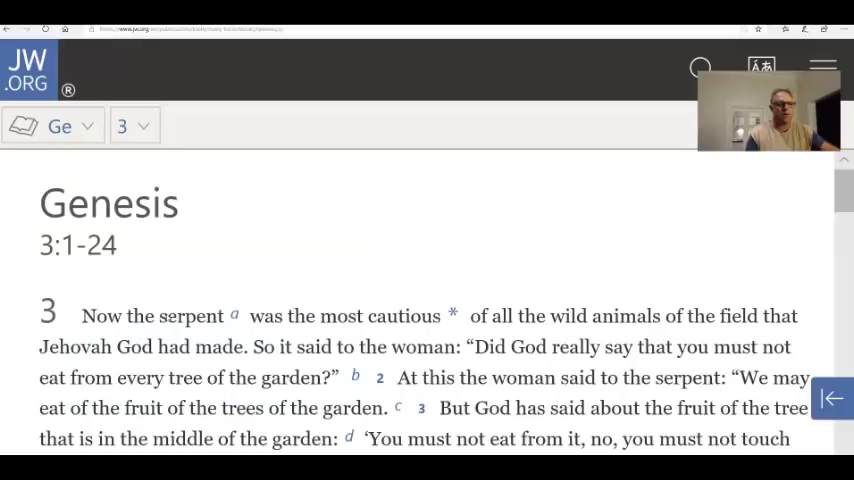 JW
.ORG
®
Ge
3
Genesis
3:1-24
3 Now the serpent a was the most cautious * of all the wild animals of the field that
Jehovah God had made. So it said to the woman: “Did God really say that you must not
eat from every tree of the garden?” b 2 At this the woman said to the serpent: “We may
eat of the fruit of the trees of the garden. c 3 But God has said about the fruit of the tree
that is in the middle of the garden: d ‘You must not eat from it, no, you must not touch